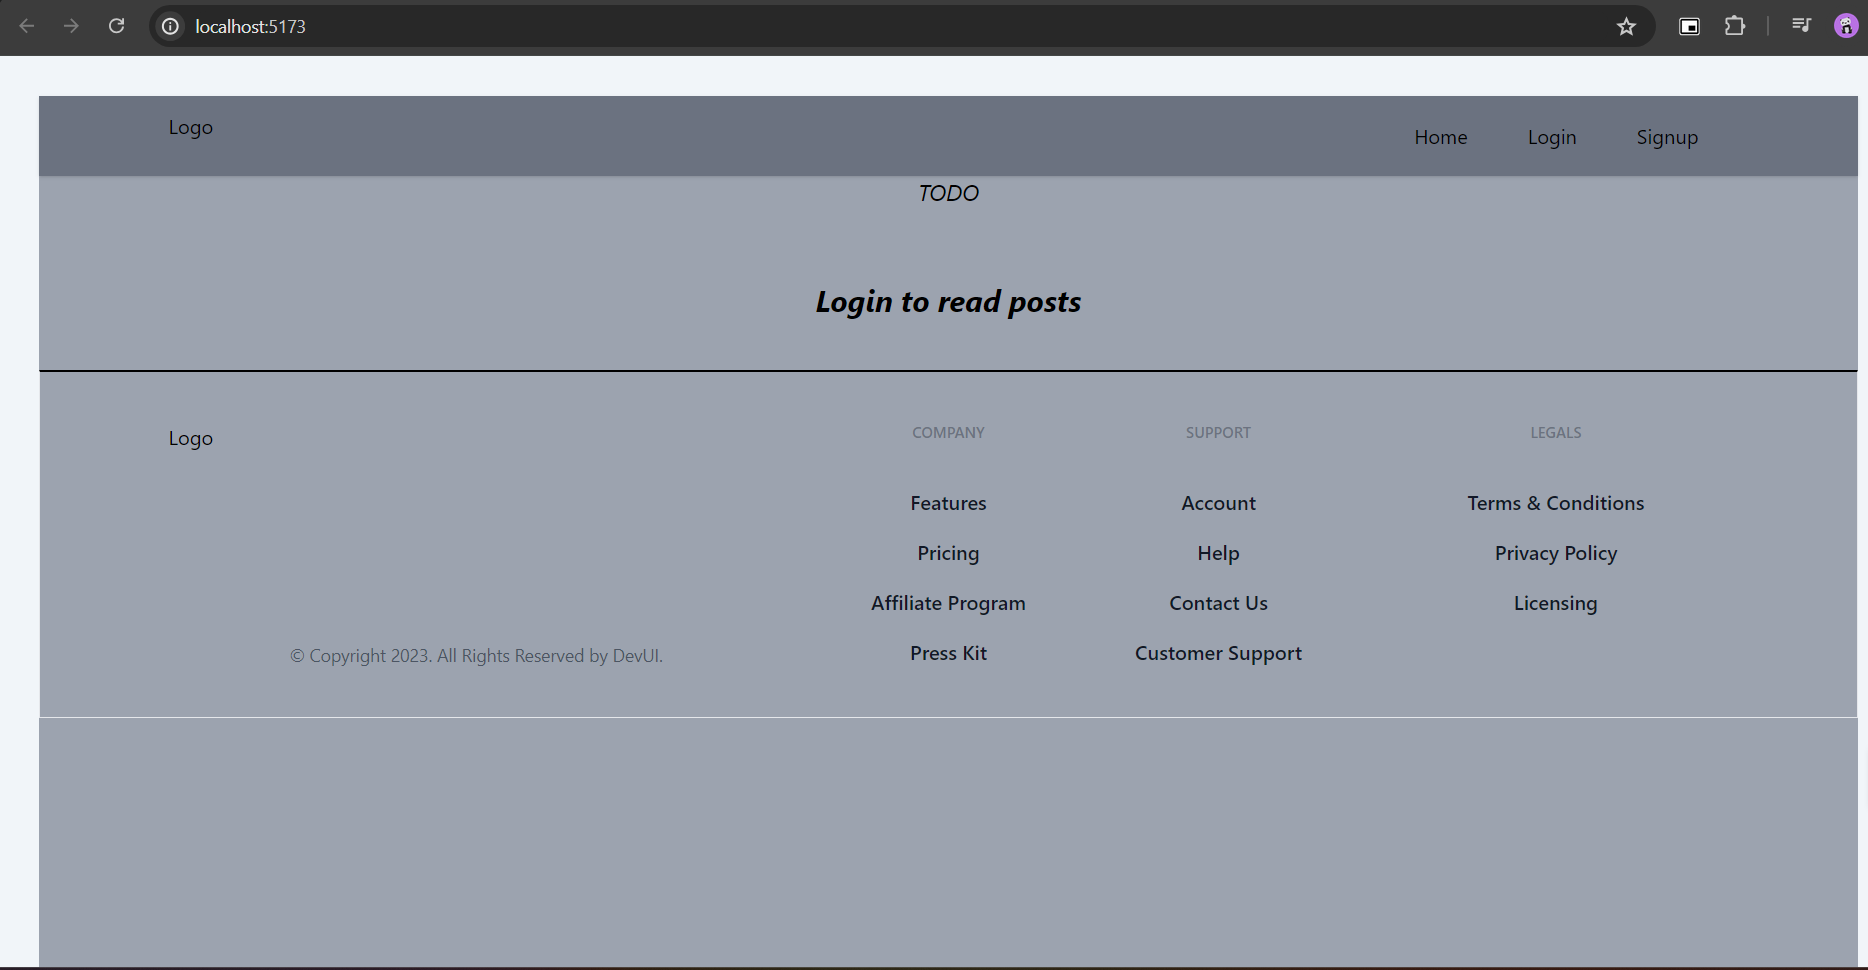 localhost:5173
Logo
Home Login Signup
TODO
Login to read posts
Logo
COMPANY SUPPORT LEGALS
Features Account Terms & Conditions
Pricing Help Privacy Policy
Affiliate Program Contact Us Licensing
Press Kit Customer Support
© Copyright 2023. All Rights Reserved by DevUI.